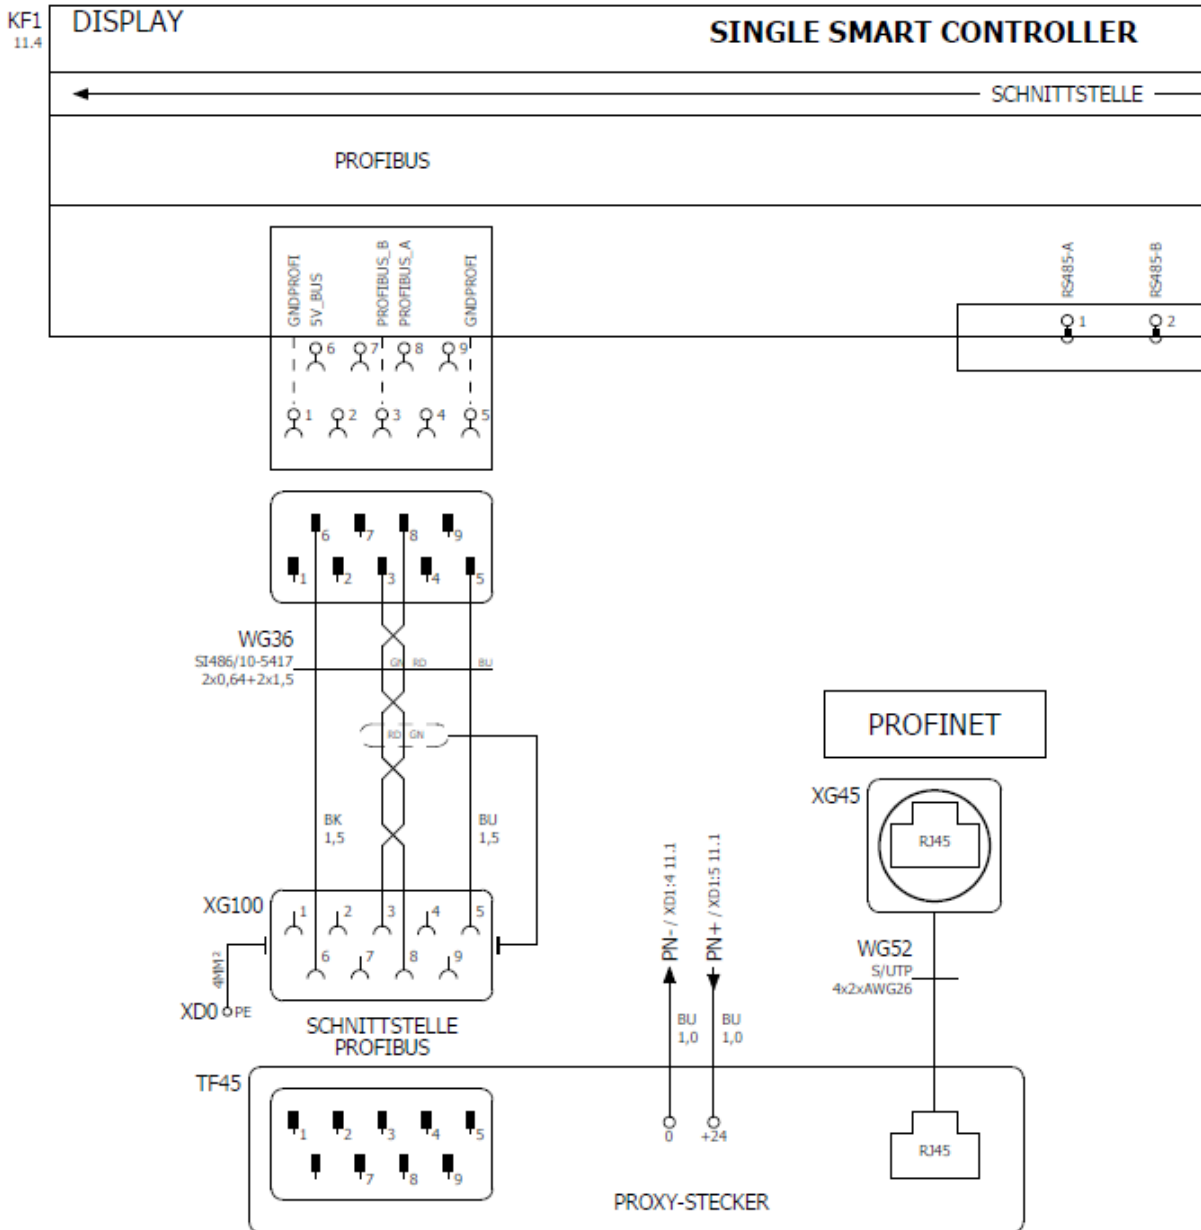 KF1
11.4
DISPLAY
SINGLE SMART CONTROLLER
SCHNITTSTELLE
PROFIBUS
GNDPROFI
5V_BUS
PROFIBUS_B
PROFIBUS_A
GNDPROFI
RS485-A
RS485-B
1
2
6
7
8
9
1
2
3
4
5
6
7
8
9
1
2
3
4
5
WG36
SI486/10-5417
2x0,64+2x1,5
GN
RD
BU
RD
GN
BK
1,5
BU
1,5
PROFINET
XG45
RJ45
XG100
1
2
3
4
5
6
7
8
9
4MM²
XD0
PE
SCHNITTSTELLE
PROFIBUS
PN- / XD1:4 11.1
PN+ / XD1:5 11.1
BU
1,0
BU
1,0
WG52
S/UTP
4x2xAWG26
TF45
1
2
3
4
5
7
8
9
0
+24
RJ45
PROXY-STECKER